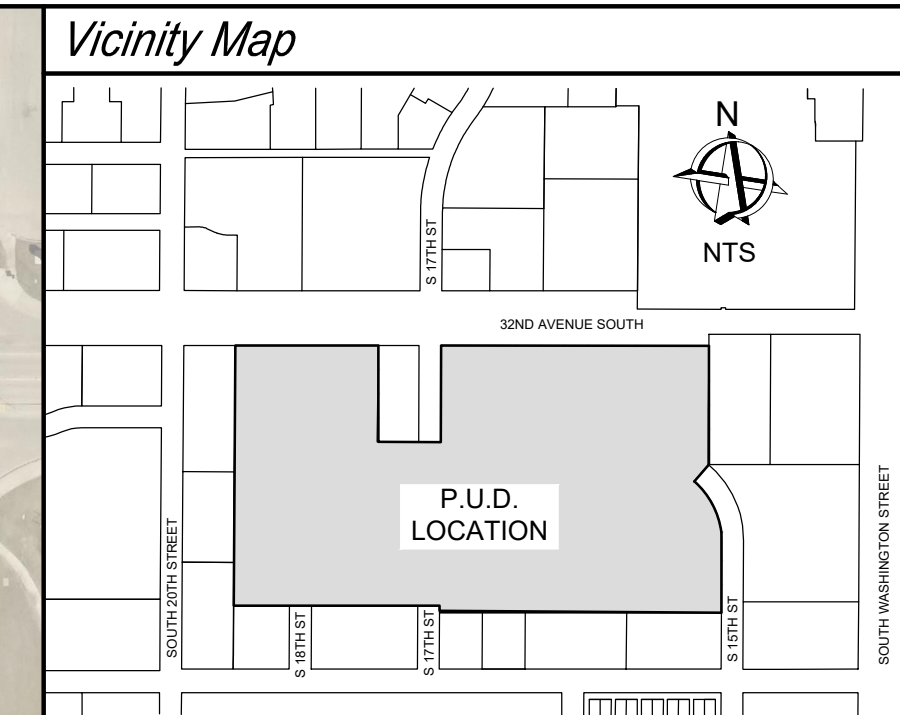 Vicinity Map
N
NTS
S 17TH ST
32ND AVENUE SOUTH
P.U.D.
LOCATION
SOUTH 20TH STREET
S 18TH ST
S 17TH ST
S 15TH ST
SOUTH WASHINGTON STREET